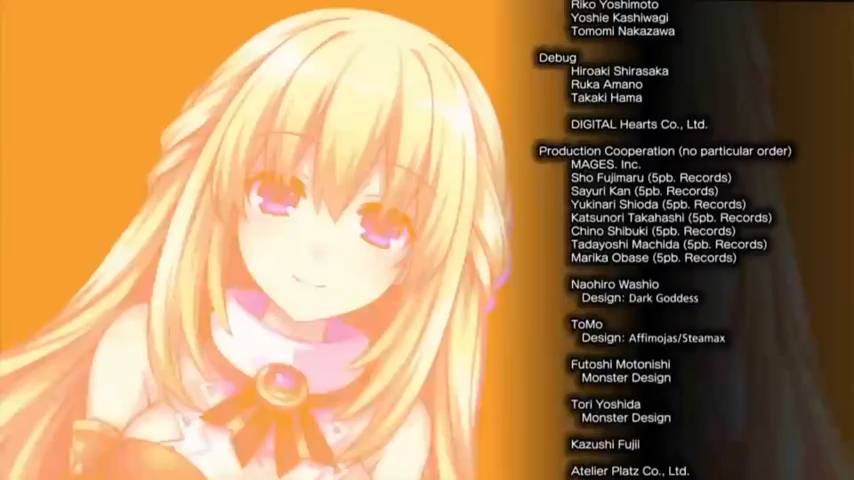 Riko Yoshimoto
Yoshie Kashiwagi
Tomomi Nakazawa
Debug
Hiroaki Shirasaka
Ruka Amano
Takaki Hama
DIGITAL Hearts Co., Ltd.
Production Cooperation (no particular order)
MAGES. Inc.
Sho Fujimaru (5pb. Records)
Sayuri Kan (5pb. Records)
Yukinari Shioda (5pb. Records)
Katsunori Takahashi (5pb. Records)
Chino Shibuki (5pb. Records)
Tadayoshi Machida (5pb. Records)
Marika Obase (5pb. Records)
Naohiro Washio
Design: Dark Goddess
ToMo
Design: Affimojas/Steamax
Futoshi Motonishi
Monster Design
Tori Yoshida
Monster Design
Kazushi Fujii
Atelier Platz Co., Ltd.